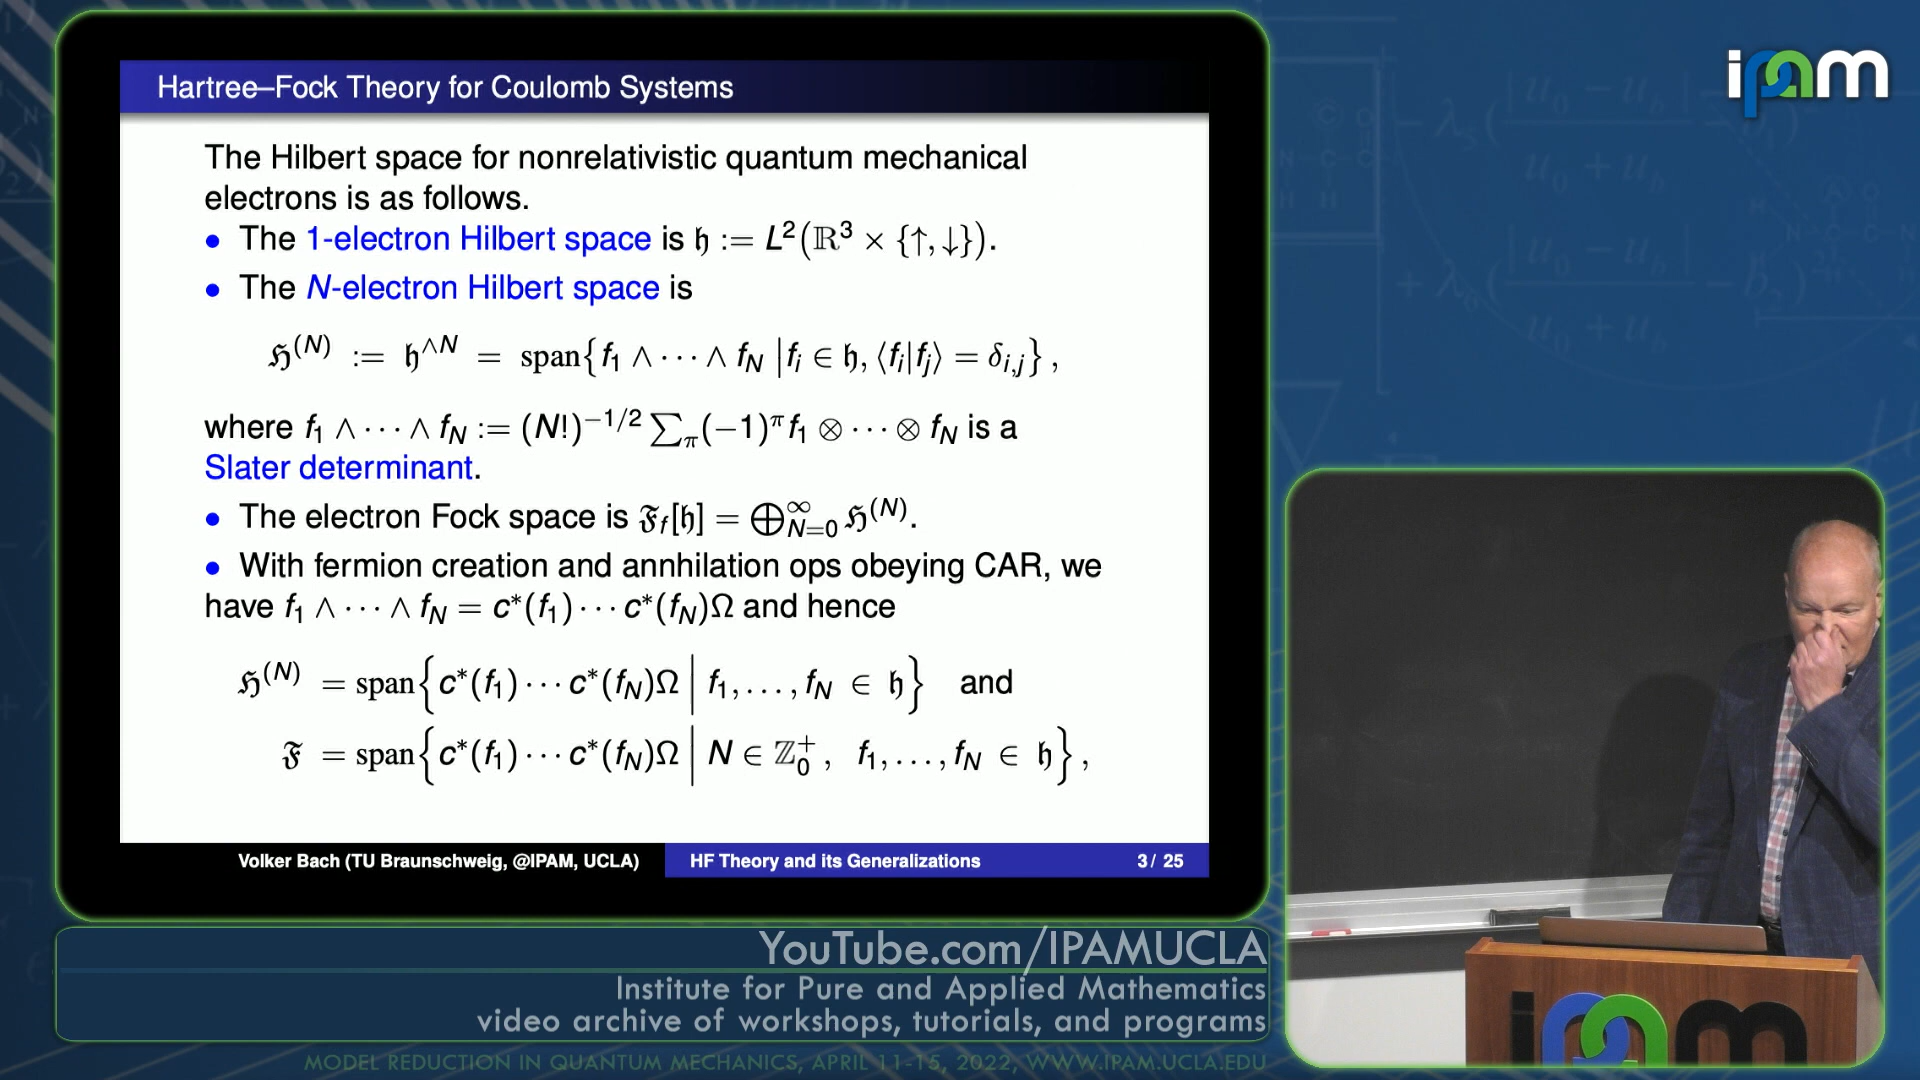 Hartree–Fock Theory for Coulomb Systems
The Hilbert space for nonrelativistic quantum mechanical
electrons is as follows.
• The 1-electron Hilbert space is 𝔥 := L²(ℝ³ × {↑,↓}).
• The N-electron Hilbert space is
ℌ⁽ᴺ⁾ := 𝔥^∧N = span{f₁ ∧ ⋯ ∧ f_N | f_i ∈ 𝔥, ⟨f_i|f_j⟩ = δ_{i,j}} ,
where f₁ ∧ ⋯ ∧ f_N := (N!)^{−1/2} ∑_π (−1)^π f₁ ⊗ ⋯ ⊗ f_N is a
Slater determinant.
• The electron Fock space is 𝔉_f[𝔥] = ⊕_{N=0}^∞ ℌ⁽ᴺ⁾.
• With fermion creation and annhilation ops obeying CAR, we
have f₁ ∧ ⋯ ∧ f_N = c*(f₁) ⋯ c*(f_N)Ω and hence
ℌ⁽ᴺ⁾ = span{c*(f₁) ⋯ c*(f_N)Ω | f₁, …, f_N ∈ 𝔥} and
𝔉 = span{c*(f₁) ⋯ c*(f_N)Ω | N ∈ ℤ₀⁺ , f₁, …, f_N ∈ 𝔥} ,
Volker Bach (TU Braunschweig, @IPAM, UCLA)
HF Theory and its Generalizations
3 / 25
ipam
ipam
YouTube.com/IPAMUCLA
Institute for Pure and Applied Mathematics
video archive of workshops, tutorials, and programs
MODEL REDUCTION IN QUANTUM MECHANICS, APRIL 11-15, 2022, WWW.IPAM.UCLA.EDU